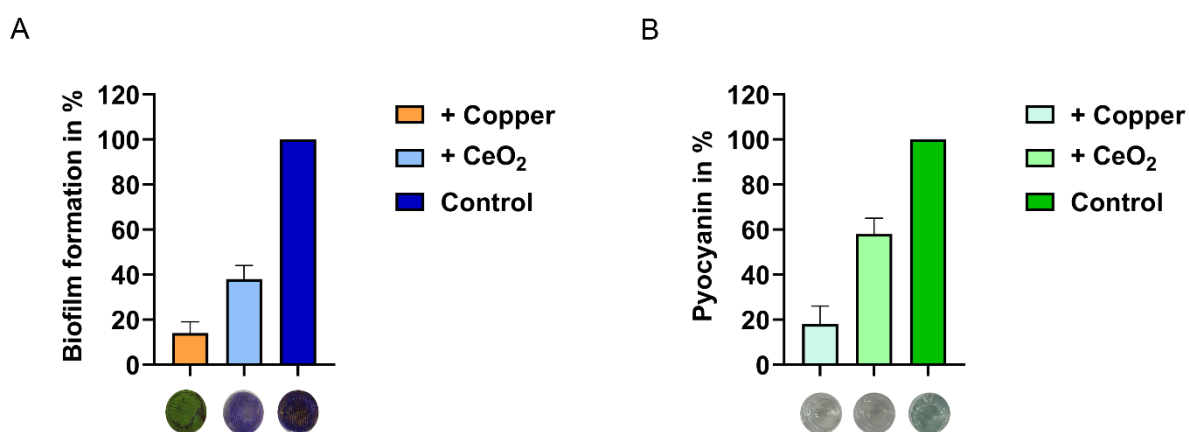 A
Biofilm formation in %
120
100
80
60
40
20
0
+ Copper
+ CeO₂
Control
B
Pyocyanin in %
120
100
80
60
40
20
0
+ Copper
+ CeO₂
Control